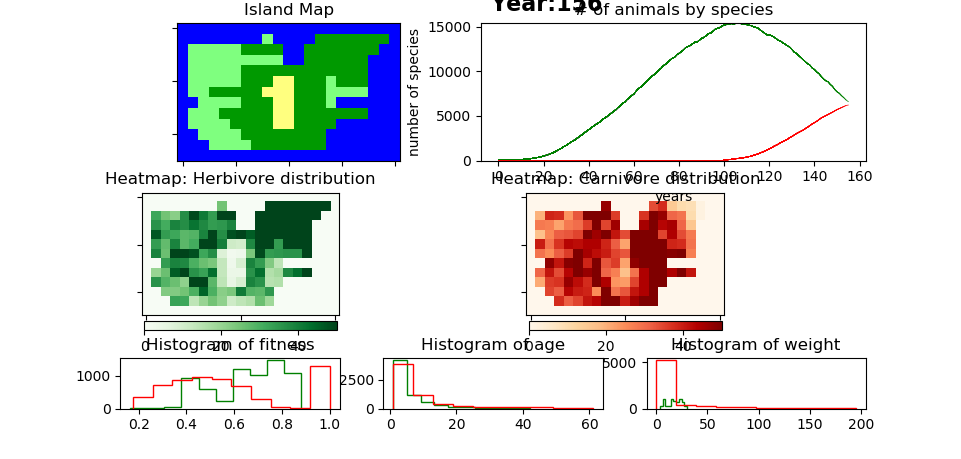 Year:156
Island Map
# of animals by species
number of species
15000
10000
5000
0
0 20 40 60 80 100 120 140 160
years
Heatmap: Herbivore distribution
Heatmap: Carnivore distribution
0 20 40
0 20 40
Histogram of fitness
Histogram of age
Histogram of weight
1000
0
0.2 0.4 0.6 0.8 1.0
2500
0
0 20 40 60
5000
0
0 50 100 150 200